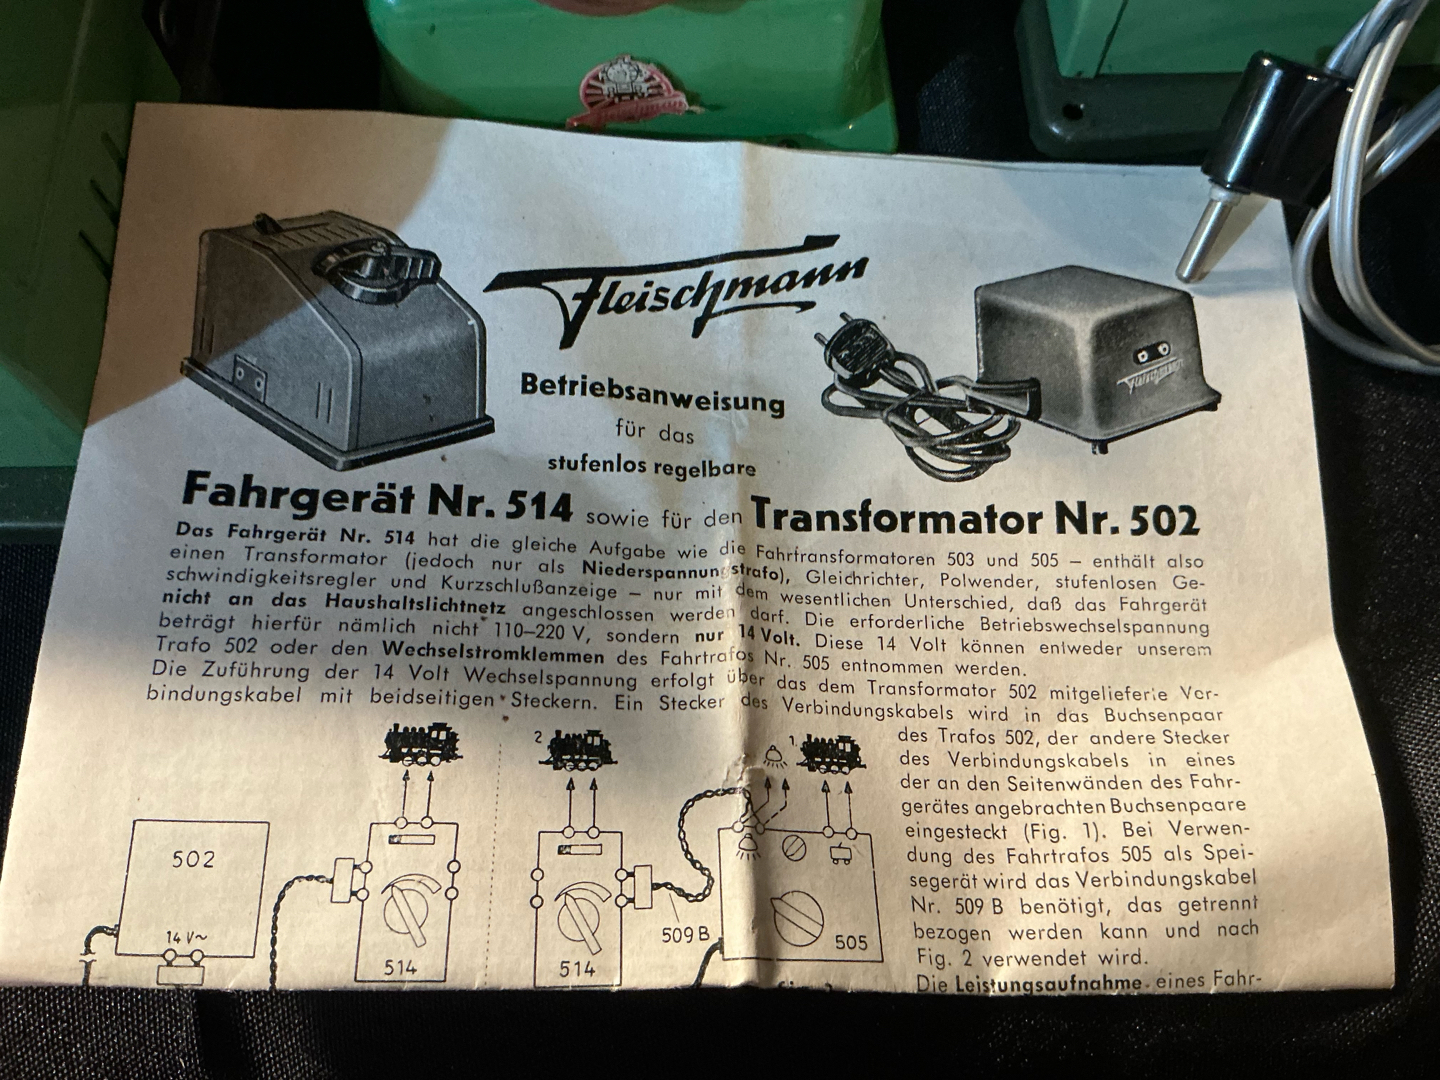 Fleischmann
Fleischmann
Fleischmann
Betriebsanweisung
für das
stufenlos regelbare
Fahrgerät Nr. 514 sowie für den Transformator Nr. 502
Das Fahrgerät Nr. 514 hat die gleiche Aufgabe wie die Fahrtransformatoren 503 und 505 – enthält also
einen Transformator (jedoch nur als Niederspannungstrafo), Gleichrichter, Polwender, stufenlosen Ge-
schwindigkeitsregler und Kurzschlußanzeige – nur mit dem wesentlichen Unterschied, daß das Fahrgerät
nicht an das Haushaltslichtnetz angeschlossen werden darf. Die erforderliche Betriebswechselspannung
beträgt hierfür nämlich nicht 110–220 V, sondern nur 14 Volt. Diese 14 Volt können entweder unserem
Trafo 502 oder den Wechselstromklemmen des Fahrtrafos Nr. 505 entnommen werden.
Die Zuführung der 14 Volt Wechselspannung erfolgt über das dem Transformator 502 mitgelieferte Ver-
bindungskabel mit beidseitigen Steckern. Ein Stecker des Verbindungskabels wird in das Buchsenpaar
des Trafos 502, der andere Stecker
des Verbindungskabels in eines
der an den Seitenwänden des Fahr-
gerätes angebrachten Buchsenpaare
eingesteckt (Fig. 1). Bei Verwen-
dung des Fahrtrafos 505 als Spei-
segerät wird das Verbindungskabel
Nr. 509 B benötigt, das getrennt
bezogen werden kann und nach
Fig. 2 verwendet wird.
Die Leistungsaufnahme eines Fahr-
2
1.
502
14 V~
514
514
509 B
505